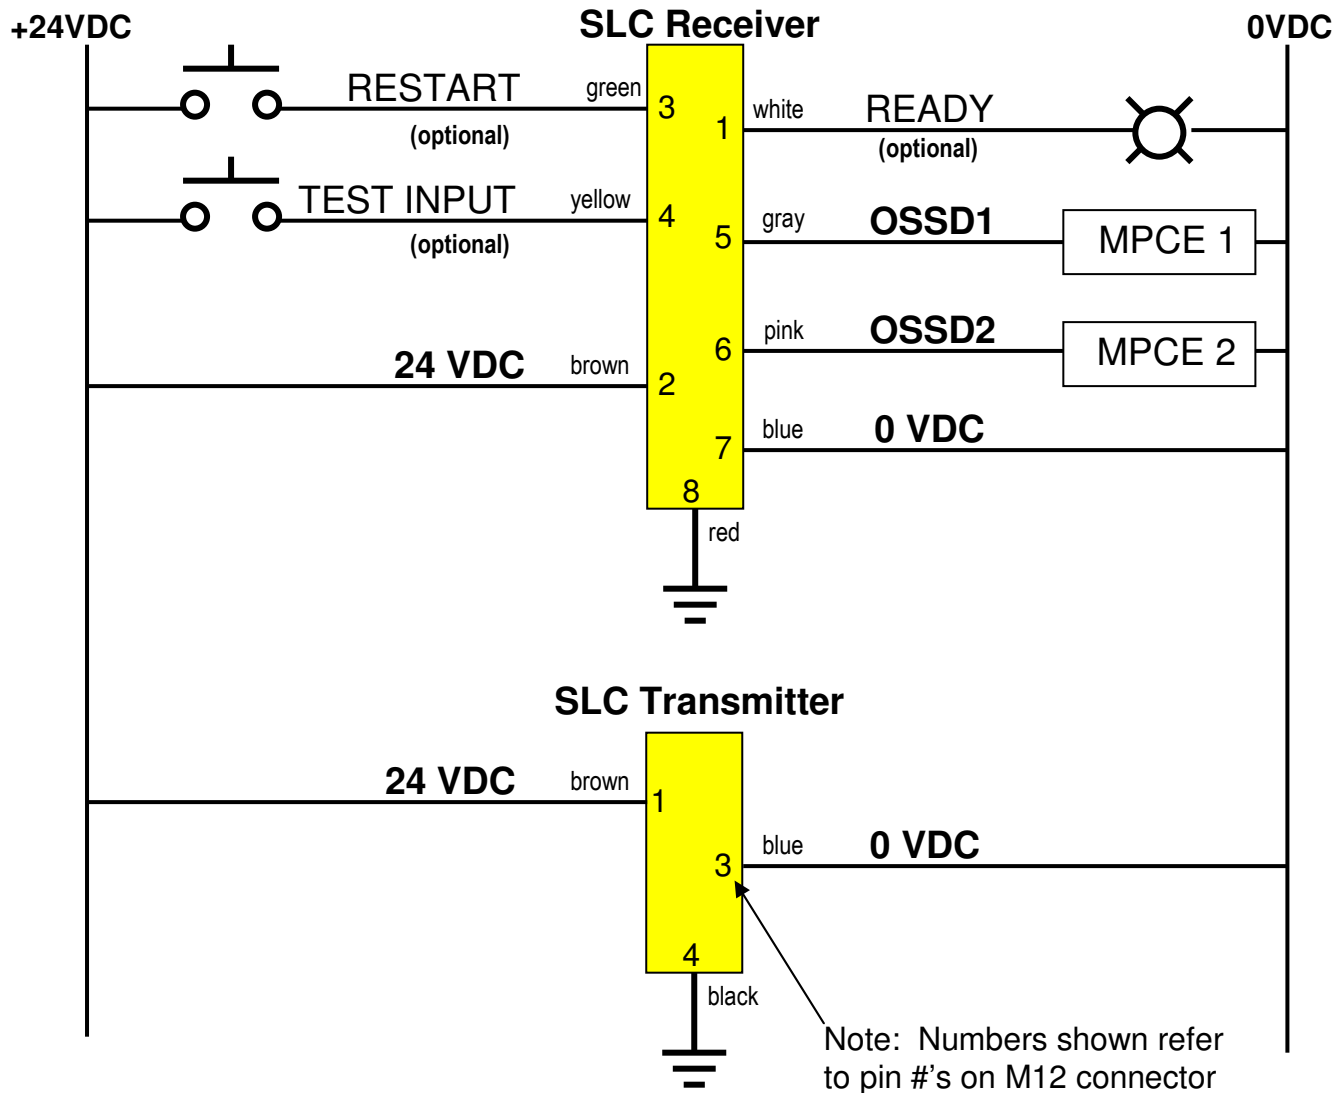 +24VDC
SLC Receiver
0VDC
RESTART
(optional)
green
3
1
white
READY
(optional)
TEST INPUT
(optional)
yellow
4
5
gray
OSSD1
MPCE 1
6
pink
OSSD2
MPCE 2
24 VDC
brown
2
7
blue
0 VDC
8
red
SLC Transmitter
24 VDC
brown
1
3
blue
0 VDC
4
black
Note: Numbers shown refer
to pin #'s on M12 connector